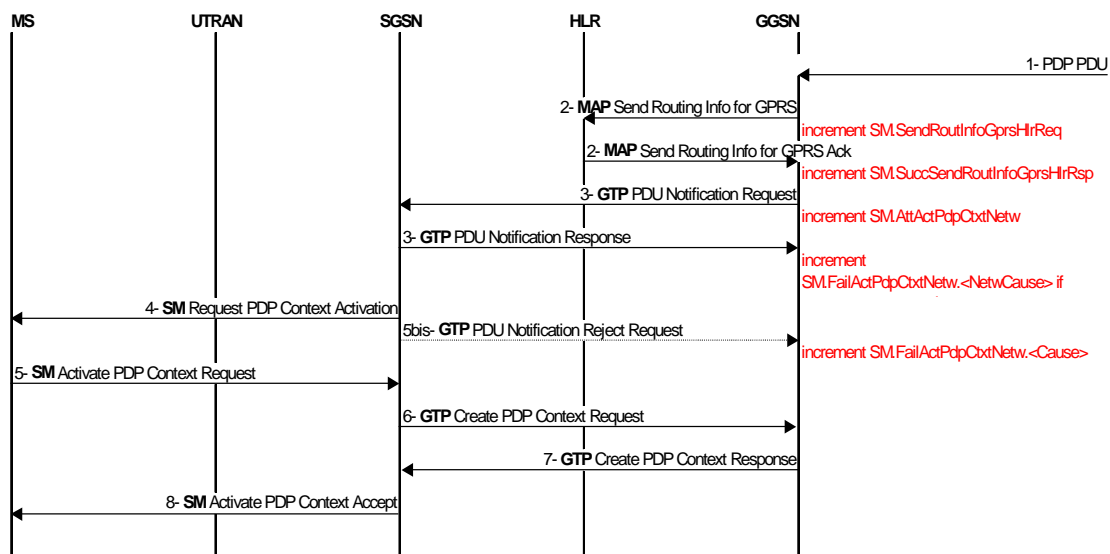 MS UTRAN SGSN HLR GGSN
1- PDP PDU
2- MAP Send Routing Info for GPRS
increment SM.SendRoutInfoGprsHlrReq
2- MAP Send Routing Info for GPRS Ack
increment SM.SuccSendRoutInfoGprsHlrRsp
3- GTP PDU Notification Request
increment SM.AttActPdpCtxtNetw
3- GTP PDU Notification Response
increment
SM.FailActPdpCtxtNetw.<NetwCause> if
4- SM Request PDP Context Activation
5bis- GTP PDU Notification Reject Request
increment SM.FailActPdpCtxtNetw.<Cause>
5- SM Activate PDP Context Request
6- GTP Create PDP Context Request
7- GTP Create PDP Context Response
8- SM Activate PDP Context Accept